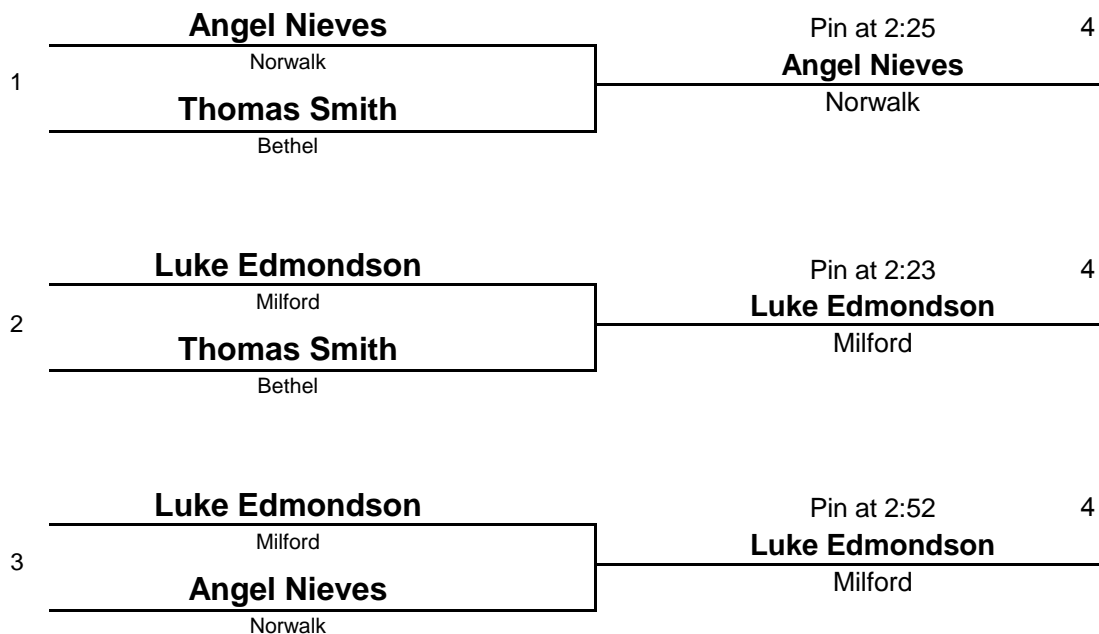 Angel Nieves
Norwalk
1
Thomas Smith
Bethel
Pin at 2:25 4
Angel Nieves
Norwalk
Luke Edmondson
Milford
2
Thomas Smith
Bethel
Pin at 2:23 4
Luke Edmondson
Milford
Luke Edmondson
Milford
3
Angel Nieves
Norwalk
Pin at 2:52 4
Luke Edmondson
Milford